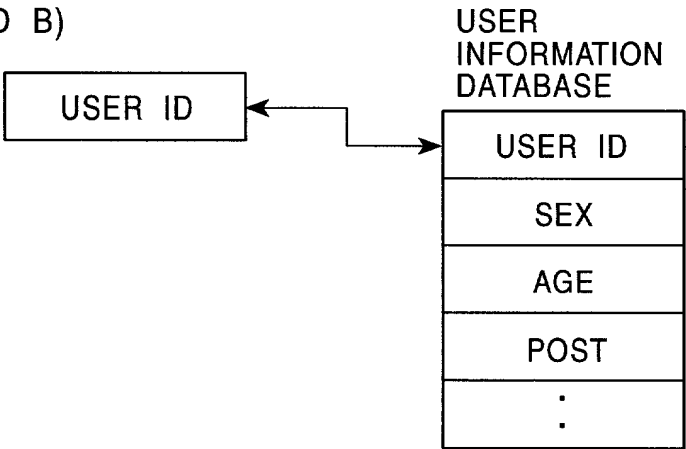 B)
USER
INFORMATION
DATABASE
USER ID
USER ID
SEX
AGE
POST
: